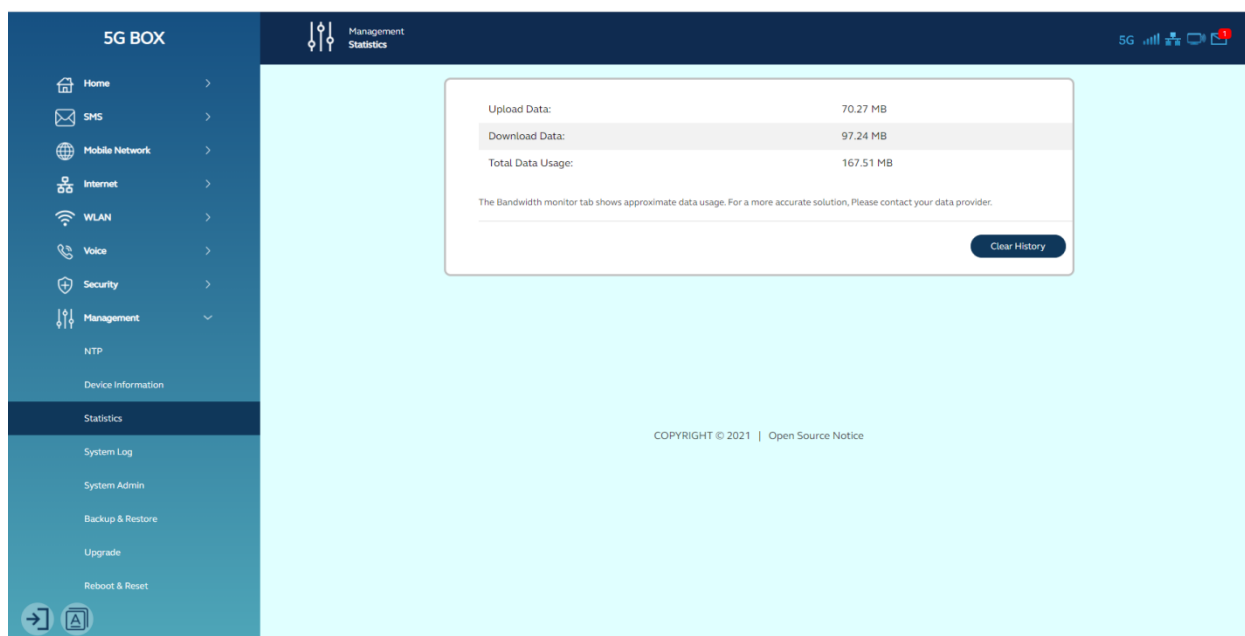 5G BOX
Management
Statistics
5G
1
Home
SMS
Mobile Network
Internet
WLAN
Voice
Security
Management
NTP
Device Information
Statistics
System Log
System Admin
Backup & Restore
Upgrade
Reboot & Reset
A
Upload Data: 70.27 MB
Download Data: 97.24 MB
Total Data Usage: 167.51 MB
The Bandwidth monitor tab shows approximate data usage. For a more accurate solution, Please contact your data provider.
Clear History
COPYRIGHT © 2021 | Open Source Notice